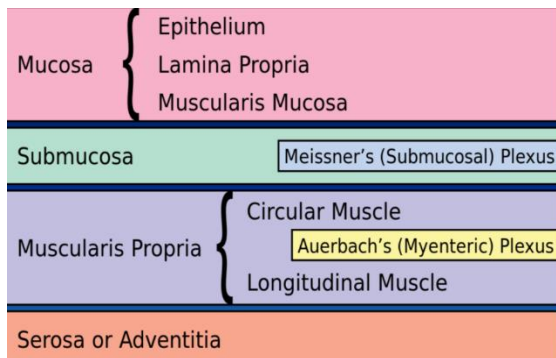 Mucosa
Epithelium
Lamina Propria
Muscularis Mucosa
Submucosa
Meissner's (Submucosal) Plexus
Muscularis Propria
Circular Muscle
Auerbach's (Myenteric) Plexus
Longitudinal Muscle
Serosa or Adventitia